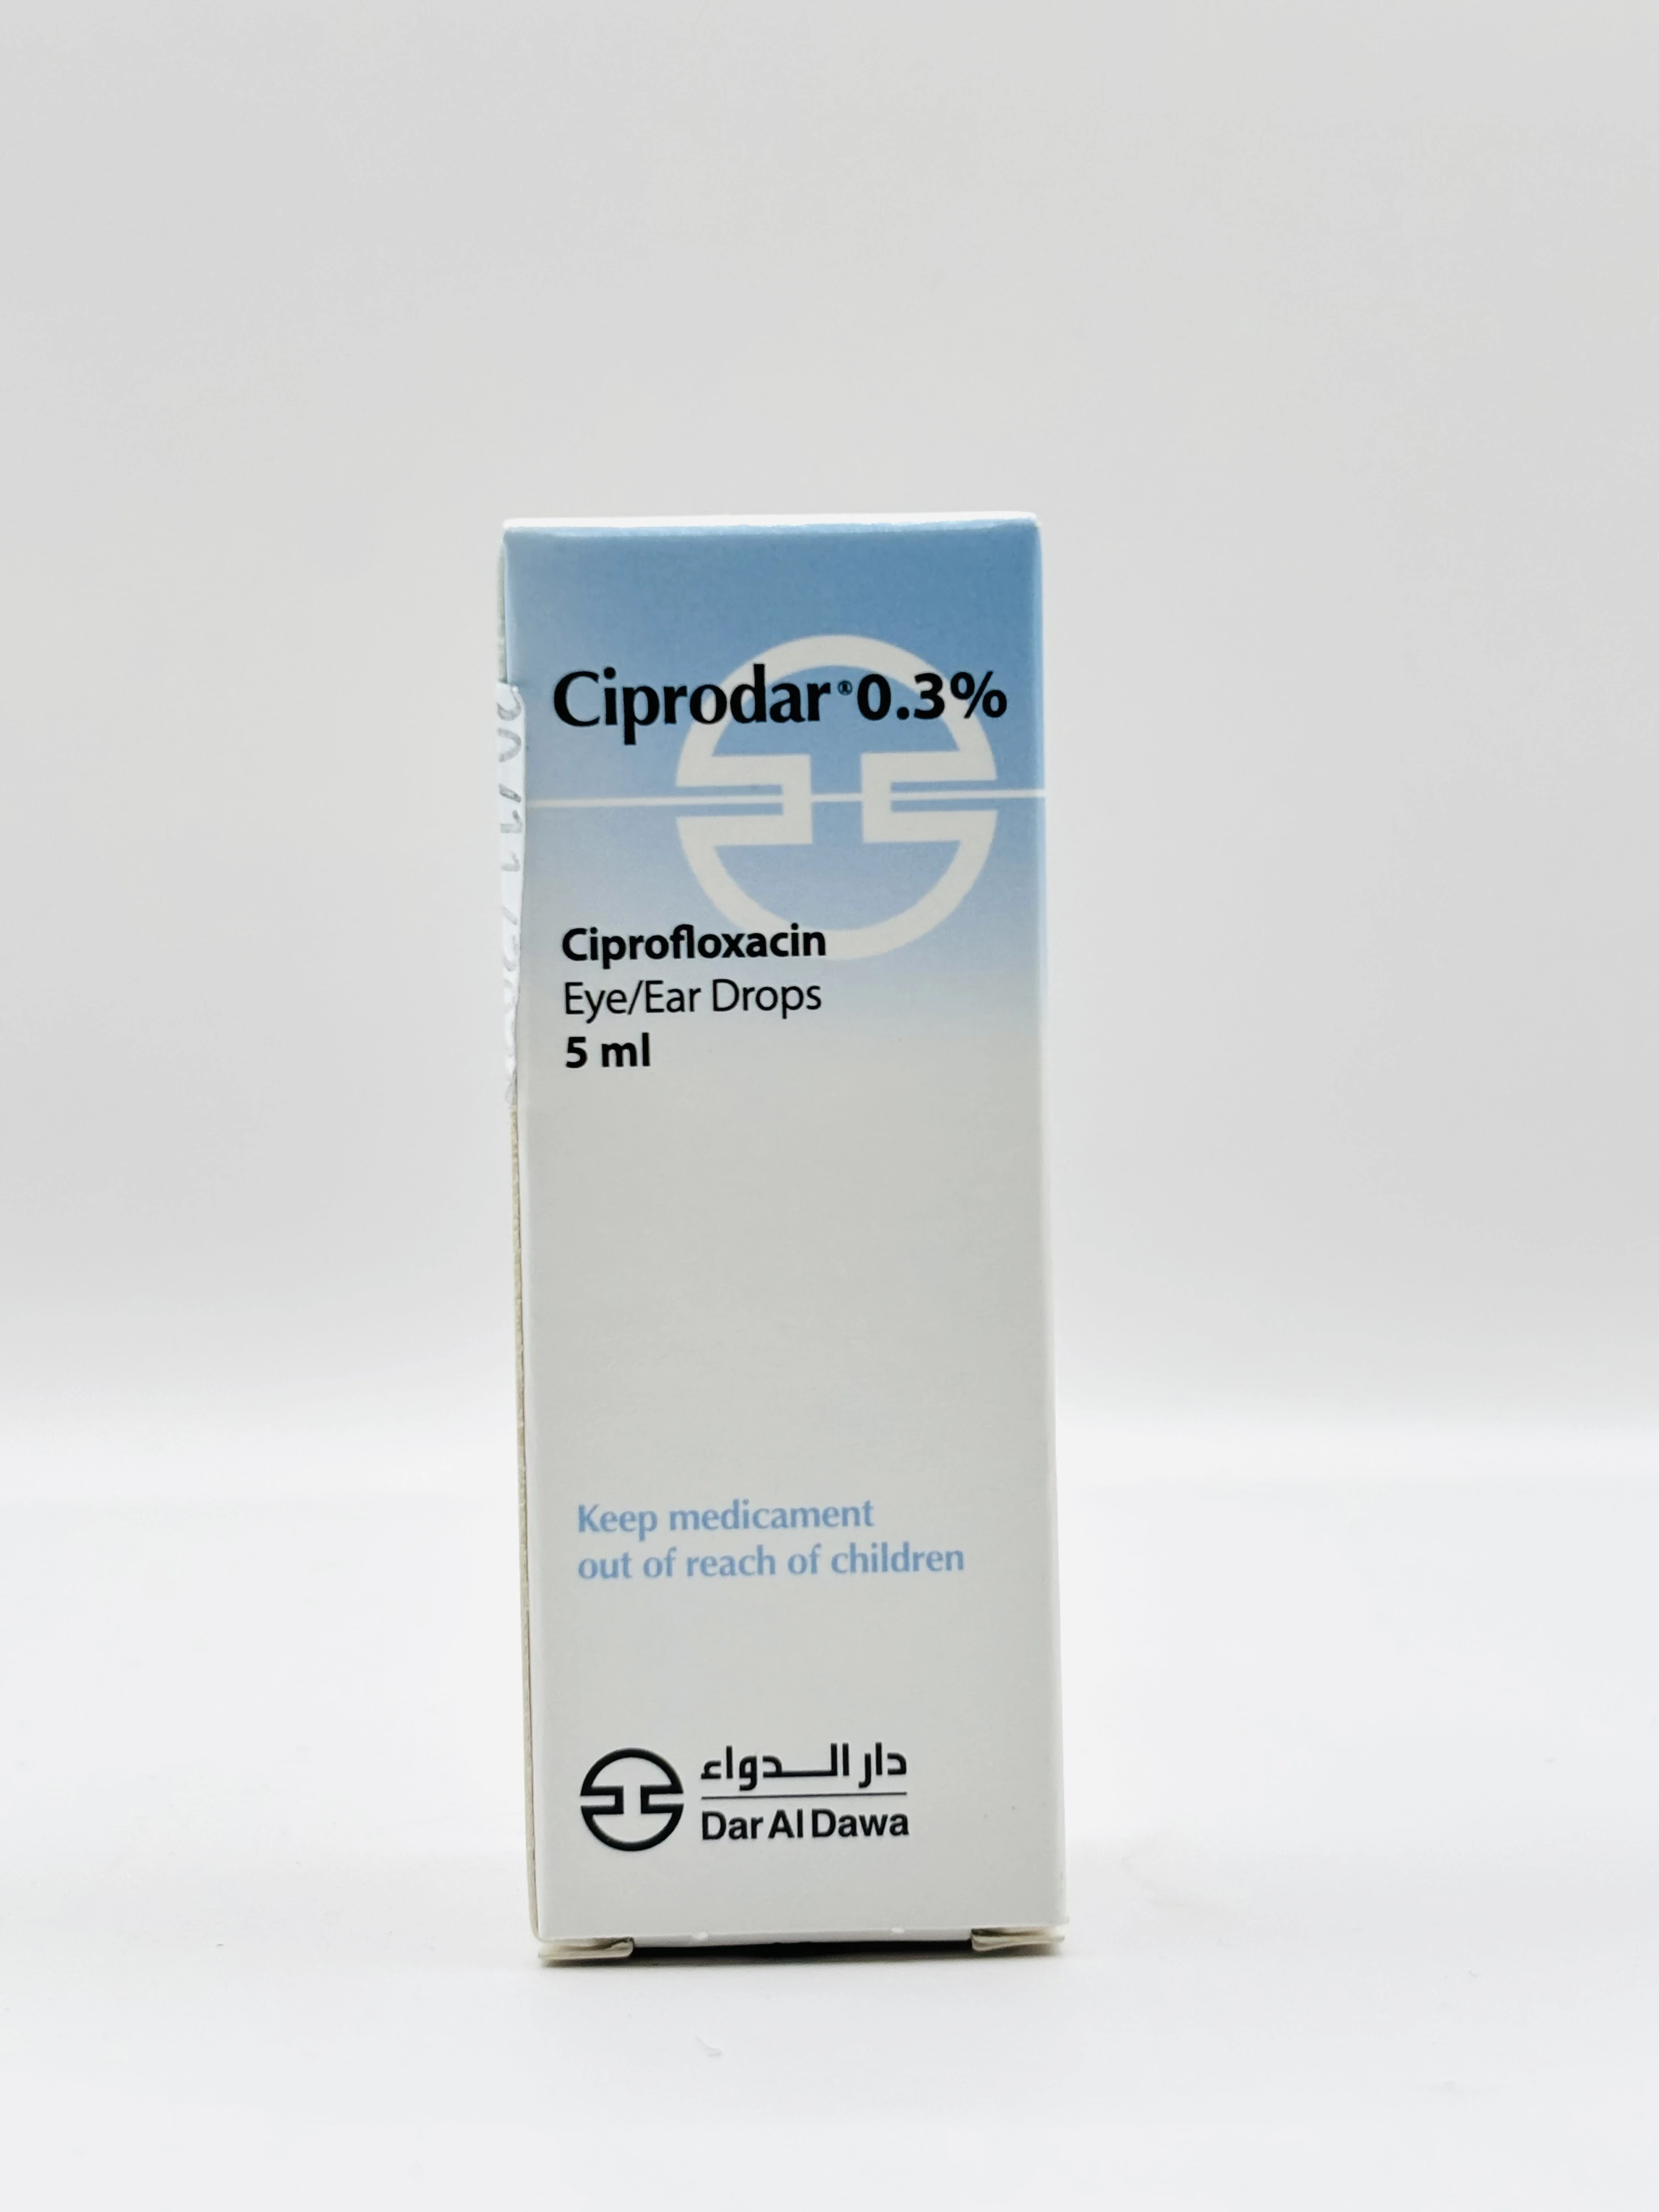 Ciprodar® 0.3%
Ciprofloxacin
Eye/Ear Drops
5 ml
Keep medicament
out of reach of children
دار الدواء
Dar Al Dawa